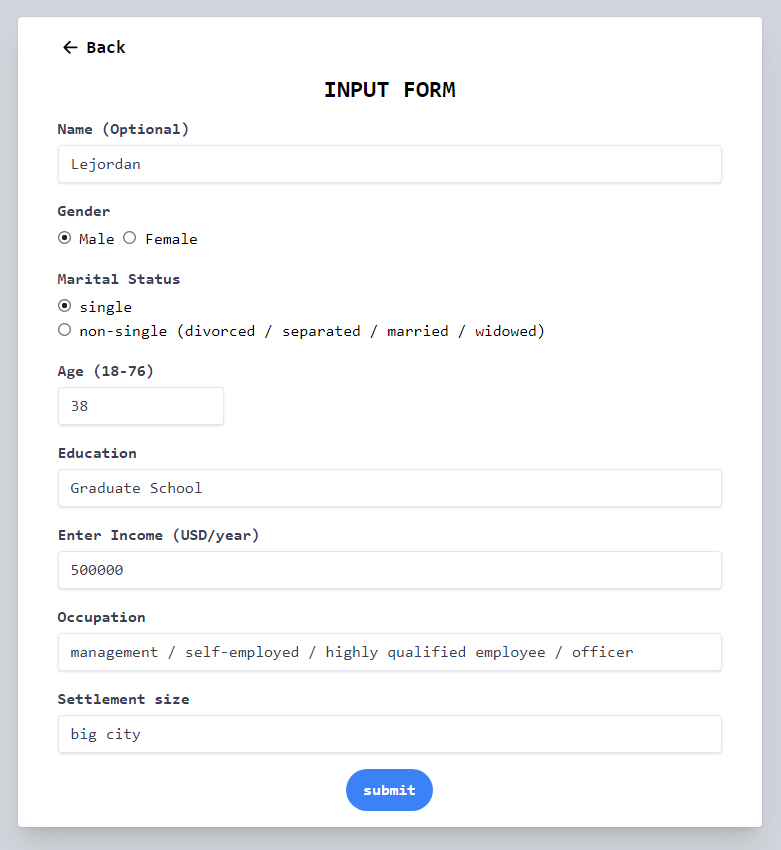 Back
INPUT FORM
Name (Optional)
Lejordan
Gender
Male Female
Marital Status
single
non-single (divorced / separated / married / widowed)
Age (18-76)
38
Education
Graduate School
Enter Income (USD/year)
500000
Occupation
management / self-employed / highly qualified employee / officer
Settlement size
big city
submit